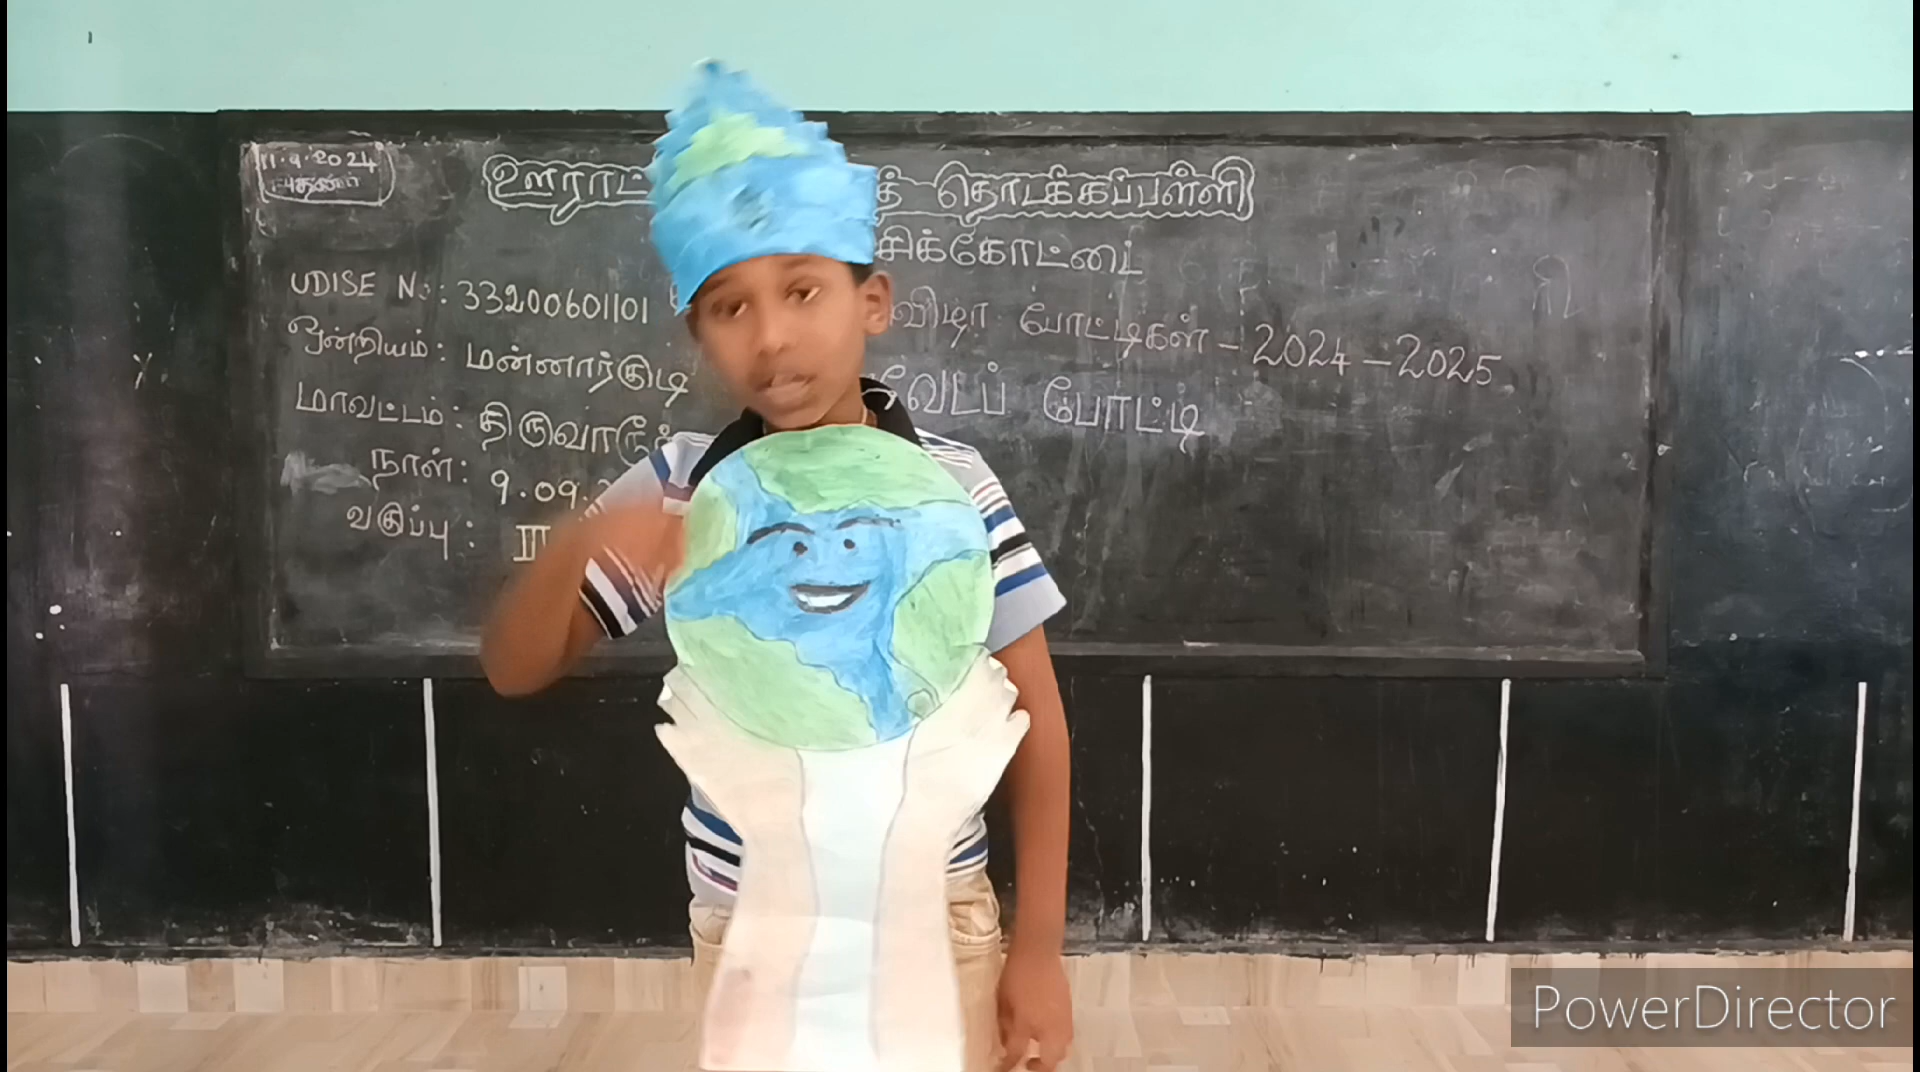 11.9.2024
புதன்
ஊராட் த் தொடக்கப்பள்ளி
சிக்கோட்டை
UDISE No: 33200601101
விழா போட்டிகள் - 2024 - 2025
ஒன்றியம்: மன்னார்குடி
வேடப் போட்டி
மாவட்டம்: திருவாரூர்
நாள்: 9.09.
வகுப்பு: III
PowerDirector